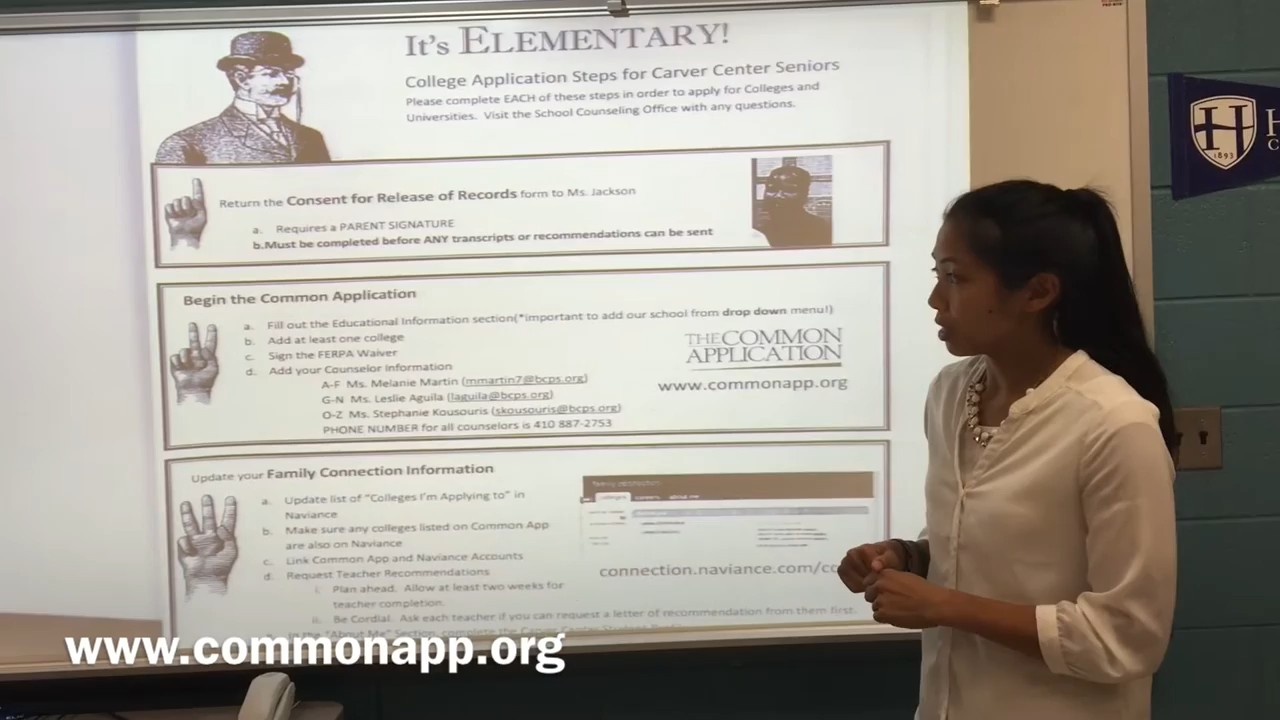 It's ELEMENTARY!
College Application Steps for Carver Center Seniors
Please complete EACH of these steps in order to apply for Colleges and
Universities. Visit the School Counseling Office with any questions.
Return the Consent for Release of Records form to Ms. Jackson
a. Requires a PARENT SIGNATURE
b.Must be completed before ANY transcripts or recommendations can be sent
Begin the Common Application
a. Fill out the Educational Information section(*important to add our school from drop down menu!)
b. Add at least one college
c. Sign the FERPA Waiver
d. Add your Counselor Information
A-F Ms. Melanie Martin (mmartin7@bcps.org)
G-N Ms. Leslie Aguila (laguila@bcps.org)
O-Z Ms. Stephanie Kousouris (skousouris@bcps.org)
PHONE NUMBER for all counselors is 410 887-2753
THE COMMON
APPLICATION
www.commonapp.org
Update your Family Connection Information
a. Update list of "Colleges I'm Applying to" in
Naviance
b. Make sure any colleges listed on Common App
are also on Naviance
c. Link Common App and Naviance Accounts
d. Request Teacher Recommendations
i. Plan ahead. Allow at least two weeks for
teacher completion.
ii. Be Cordial. Ask each teacher if you can request a letter of recommendation from them first.
family connection
colleges careers about me
connection.naviance.com/cc
www.commonapp.org
H
1893
H
C